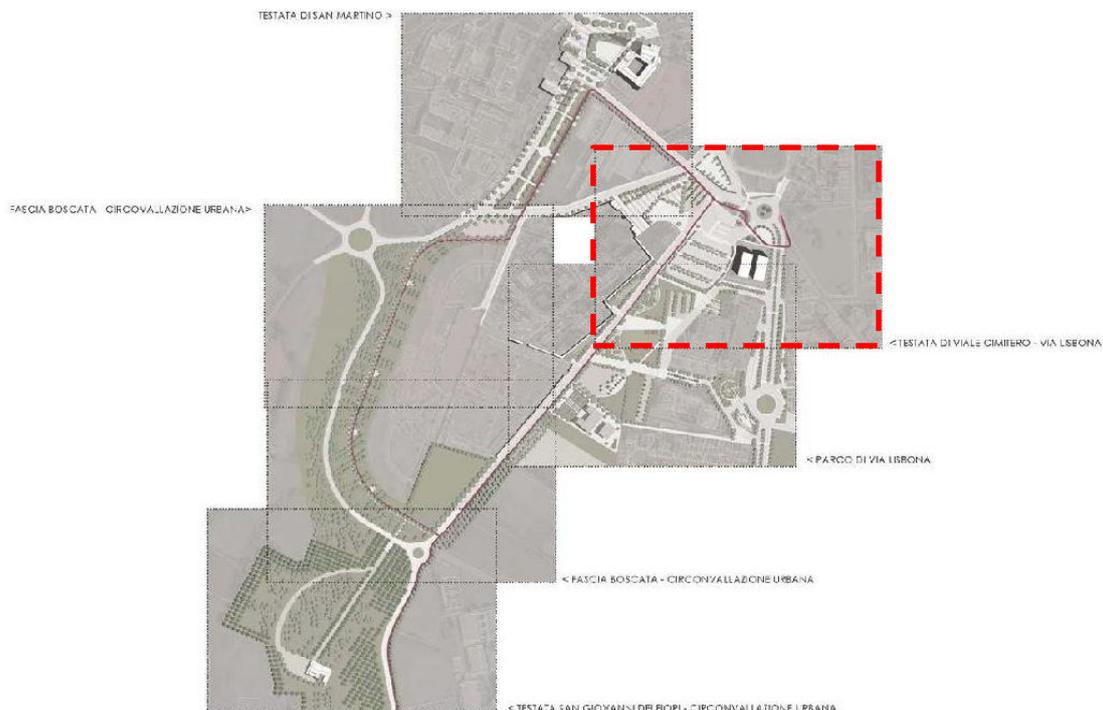 TESTATA DI SAN MARTINO >
FASCIA BOSCATA - CIRCOVALLAZIONE URBANA>
<TESTATA DI VIALE CIMITERO - VIA LISBONA
< PARCO DI VIA LISBONA
< FASCIA BOSCATA - CIRCONVALLAZIONE URBANA
< TESTATA SAN GIOVANNI DEI FIORI - CIRCONVALLAZIONE URBANA